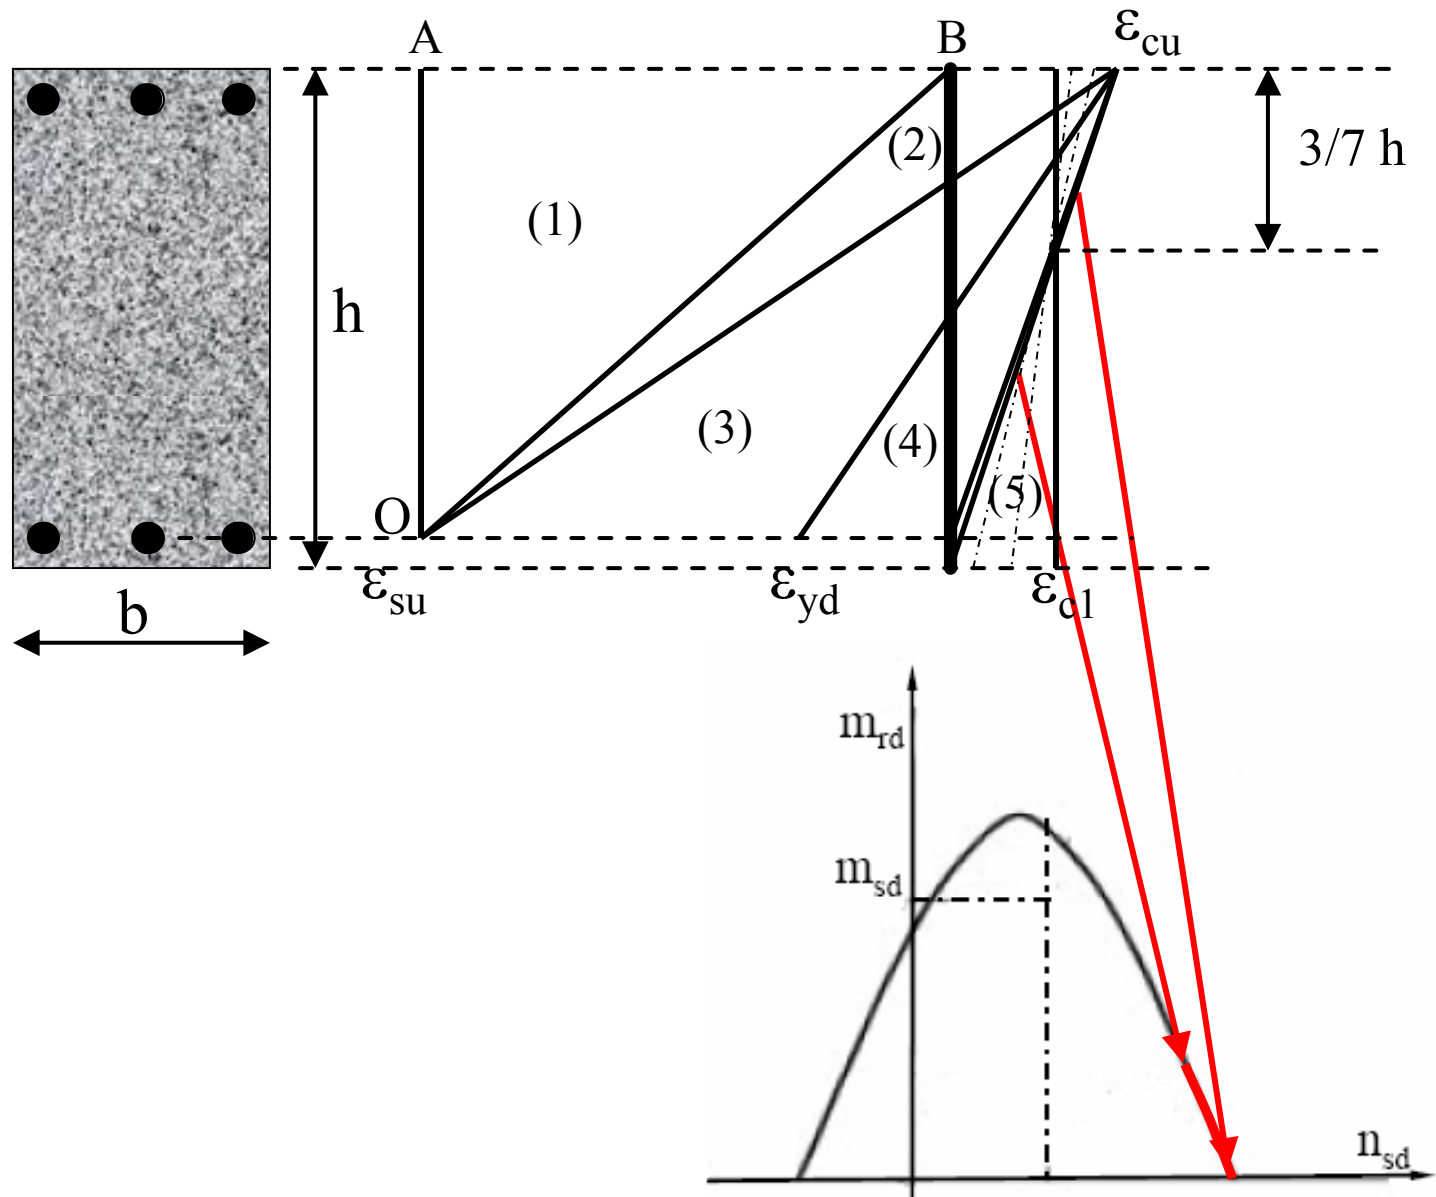 A
B
εcu
(2)
3/7 h
(1)
h
(3)
(4)
(5)
O
εsu
εyd
εc1
b
mrd
msd
nsd